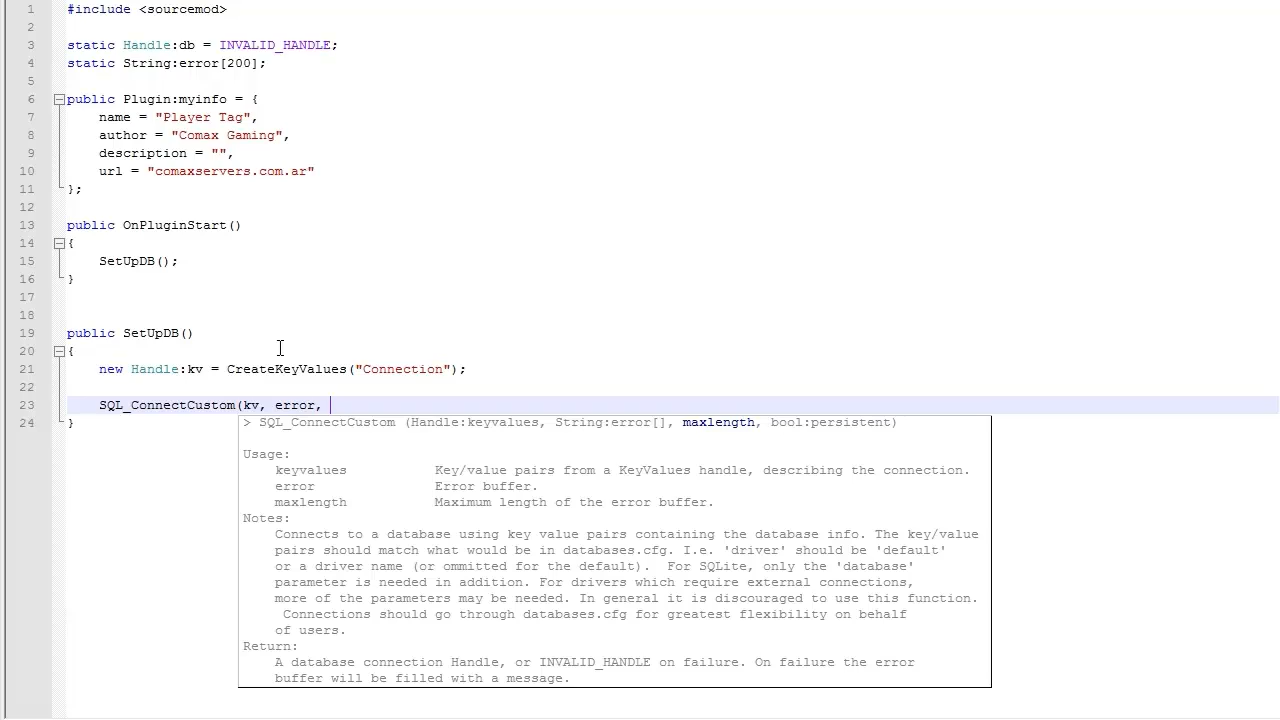 1 #include <sourcemod>
2
3 static Handle:db = INVALID_HANDLE;
4 static String:error[200];
5
6 public Plugin:myinfo = {
7 name = "Player Tag",
8 author = "Comax Gaming",
9 description = "",
10 url = "comaxservers.com.ar"
11 };
12
13 public OnPluginStart()
14 {
15 SetUpDB();
16 }
17
18
19 public SetUpDB()
20 {
21 new Handle:kv = CreateKeyValues("Connection");
22
23 SQL_ConnectCustom(kv, error,
24 }
> SQL_ConnectCustom (Handle:keyvalues, String:error[], maxlength, bool:persistent)
Usage:
keyvalues Key/value pairs from a KeyValues handle, describing the connection.
error Error buffer.
maxlength Maximum length of the error buffer.
Notes:
Connects to a database using key value pairs containing the database info. The key/value
pairs should match what would be in databases.cfg. I.e. 'driver' should be 'default'
or a driver name (or ommitted for the default). For SQLite, only the 'database'
parameter is needed in addition. For drivers which require external connections,
more of the parameters may be needed. In general it is discouraged to use this function.
Connections should go through databases.cfg for greatest flexibility on behalf
of users.
Return:
A database connection Handle, or INVALID_HANDLE on failure. On failure the error
buffer will be filled with a message.